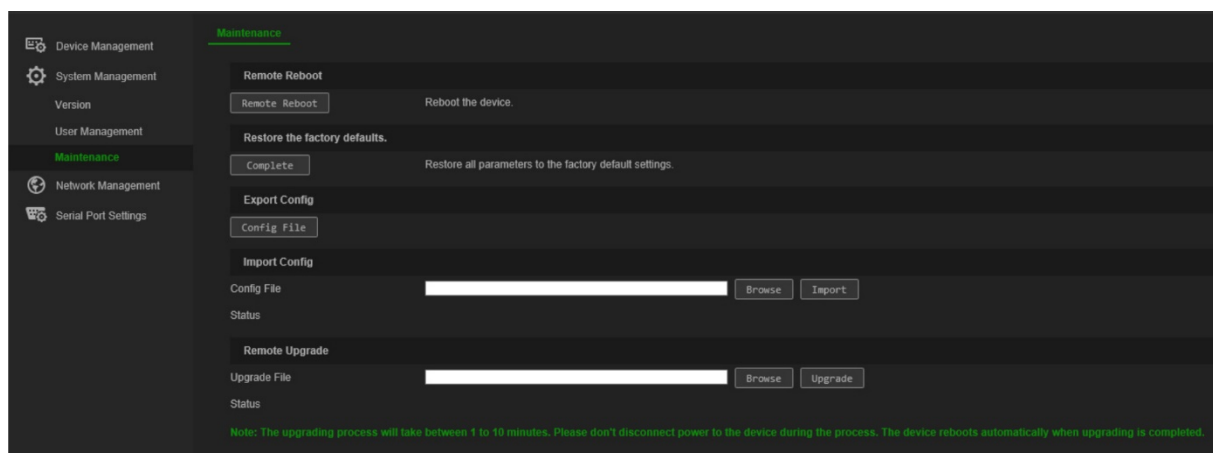 Device Management
System Management
Version
User Management
Maintenance
Network Management
Serial Port Settings
Maintenance
Remote Reboot
Remote Reboot Reboot the device.
Restore the factory defaults.
Complete Restore all parameters to the factory default settings.
Export Config
Config File
Import Config
Config File Browse Import
Status
Remote Upgrade
Upgrade File Browse Upgrade
Status
Note: The upgrading process will take between 1 to 10 minutes. Please don't disconnect power to the device during the process. The device reboots automatically when upgrading is completed.